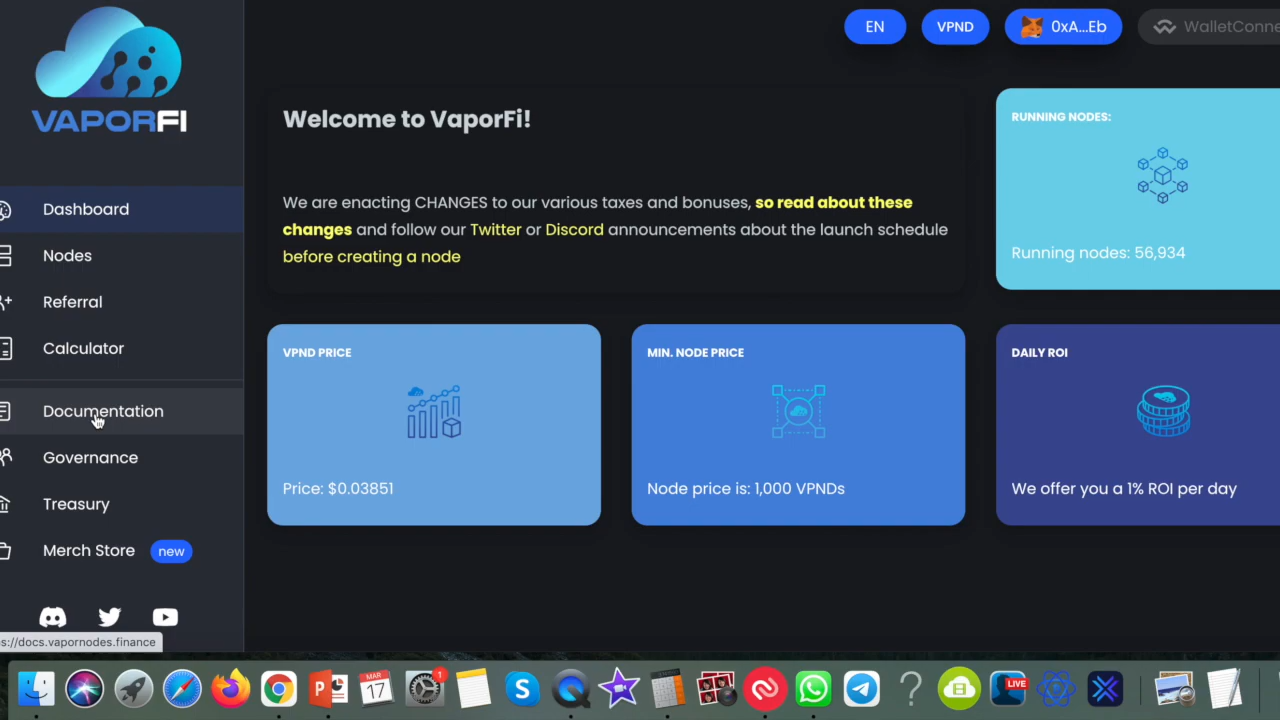 VAPORFI
Dashboard
Nodes
Referral
Calculator
Documentation
Governance
Treasury
Merch Store new
s://docs.vapornodes.finance
EN VPND 0xA...Eb WalletConne
Welcome to VaporFi!
We are enacting CHANGES to our various taxes and bonuses, so read about these
changes and follow our Twitter or Discord announcements about the launch schedule
before creating a node
RUNNING NODES:
Running nodes: 56,934
VPND PRICE
Price: $0.03851
MIN. NODE PRICE
Node price is: 1,000 VPNDs
DAILY ROI
We offer you a 1% ROI per day
MAR
17
1
LIVE